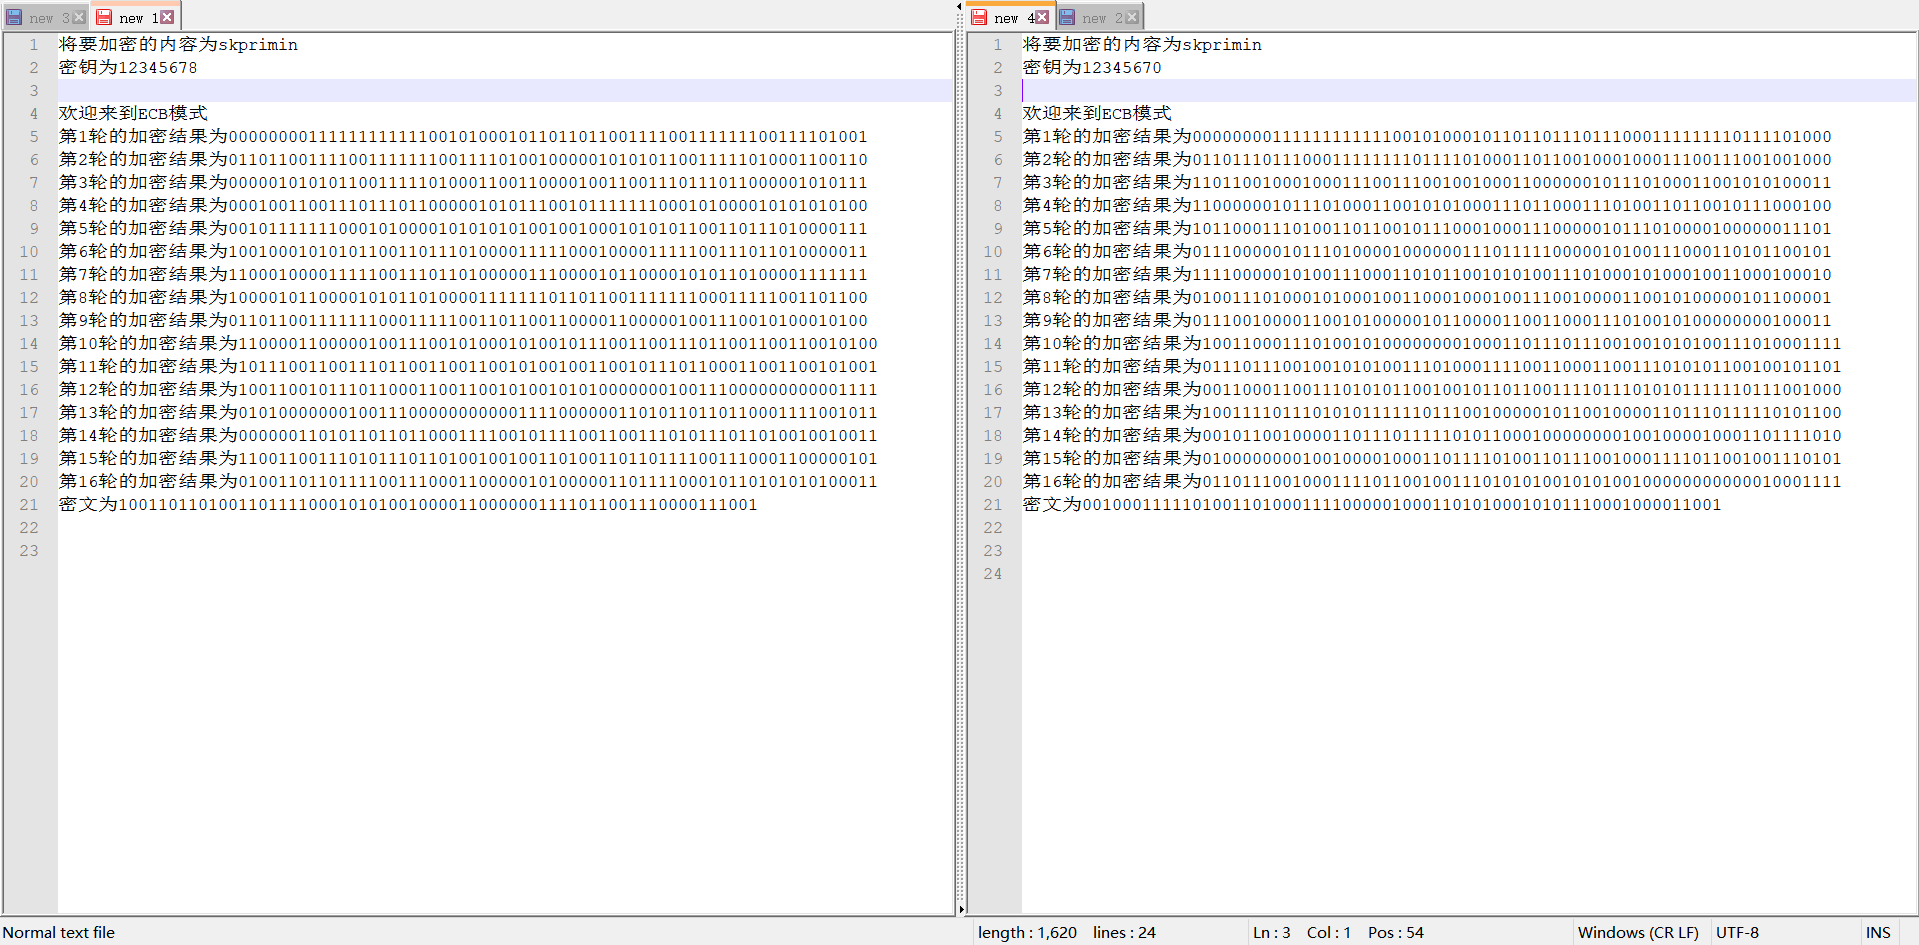 new 3
new 1
1 将要加密的内容为skprimin
2 密钥为12345678
3
4 欢迎来到ECB模式
5 第1轮的加密结果为0000000011111111111100101000101101101100111100111111100111101001
6 第2轮的加密结果为0110110011110011111110011110100100000101010110011111010001100110
7 第3轮的加密结果为0000010101011001111101000110011000010011001110111011000001010111
8 第4轮的加密结果为0001001100111011101100000101011100101111111000101000010101010100
9 第5轮的加密结果为0010111111100010100001010101010010010001010101100110111010000111
10 第6轮的加密结果为1001000101010110011011101000011111000100001111100111011010000011
11 第7轮的加密结果为1100010000111110011101101000001110000101100001010110100001111111
12 第8轮的加密结果为1000010110000101011010000111111101101100111111100011111001101100
13 第9轮的加密结果为0110110011111110001111100110110011000011000001001110010100010100
14 第10轮的加密结果为1100001100000100111001010001010010111001100111011001100110010100
15 第11轮的加密结果为1011100110011101100110011001010010011001011101100011001100101001
16 第12轮的加密结果为1001100101110110001100110010100101010000000100111000000000001111
17 第13轮的加密结果为0101000000010011100000000000111100000011010110110110001111001011
18 第14轮的加密结果为0000001101011011011000111100101111001100111010111011010010010011
19 第15轮的加密结果为1100110011101011101101001001001101001101101111001110001100000101
20 第16轮的加密结果为0100110110111100111000110000010100000110111100010110101010100011
21 密文为1001101101001101111000101010010000110000001111011001110000111001
22
23
new 4
new 2
1 将要加密的内容为skprimin
2 密钥为12345670
3
4 欢迎来到ECB模式
5 第1轮的加密结果为0000000011111111111100101000101101101110111000111111110111101000
6 第2轮的加密结果为0110111011100011111111011110100011011001000100011100111001001000
7 第3轮的加密结果为1101100100010001110011100100100011000000101110100011001010100011
8 第4轮的加密结果为1100000010111010001100101010001110110001110100110110010111000100
9 第5轮的加密结果为1011000111010011011001011100010001110000010111010000100000011101
10 第6轮的加密结果为0111000001011101000010000001110111110000010100111000110101100101
11 第7轮的加密结果为1111000001010011100011010110010101001110100010100010011000100010
12 第8轮的加密结果为0100111010001010001001100010001001110010000110010100000101100001
13 第9轮的加密结果为0111001000011001010000010110000110011000111010010100000000100011
14 第10轮的加密结果为1001100011101001010000000010001101110111001001010100111010001111
15 第11轮的加密结果为0111011100100101010011101000111100110001100111010101100100101101
16 第12轮的加密结果为0011000110011101010110010010110110011110111010101111110111001000
17 第13轮的加密结果为1001111011101010111111011100100000101100100001101110111110101100
18 第14轮的加密结果为0010110010000110111011111010110001000000001001000010001101111010
19 第15轮的加密结果为0100000000100100001000110111101001101110010001111011001001110101
20 第16轮的加密结果为0110111001000111101100100111010101010010101001000000000010001111
21 密文为0010001111101001101000111100000100011010100010101110001000011001
22
23
24
Normal text file
length : 1,620 lines : 24
Ln : 3 Col : 1 Pos : 54
Windows (CR LF)
UTF-8
INS